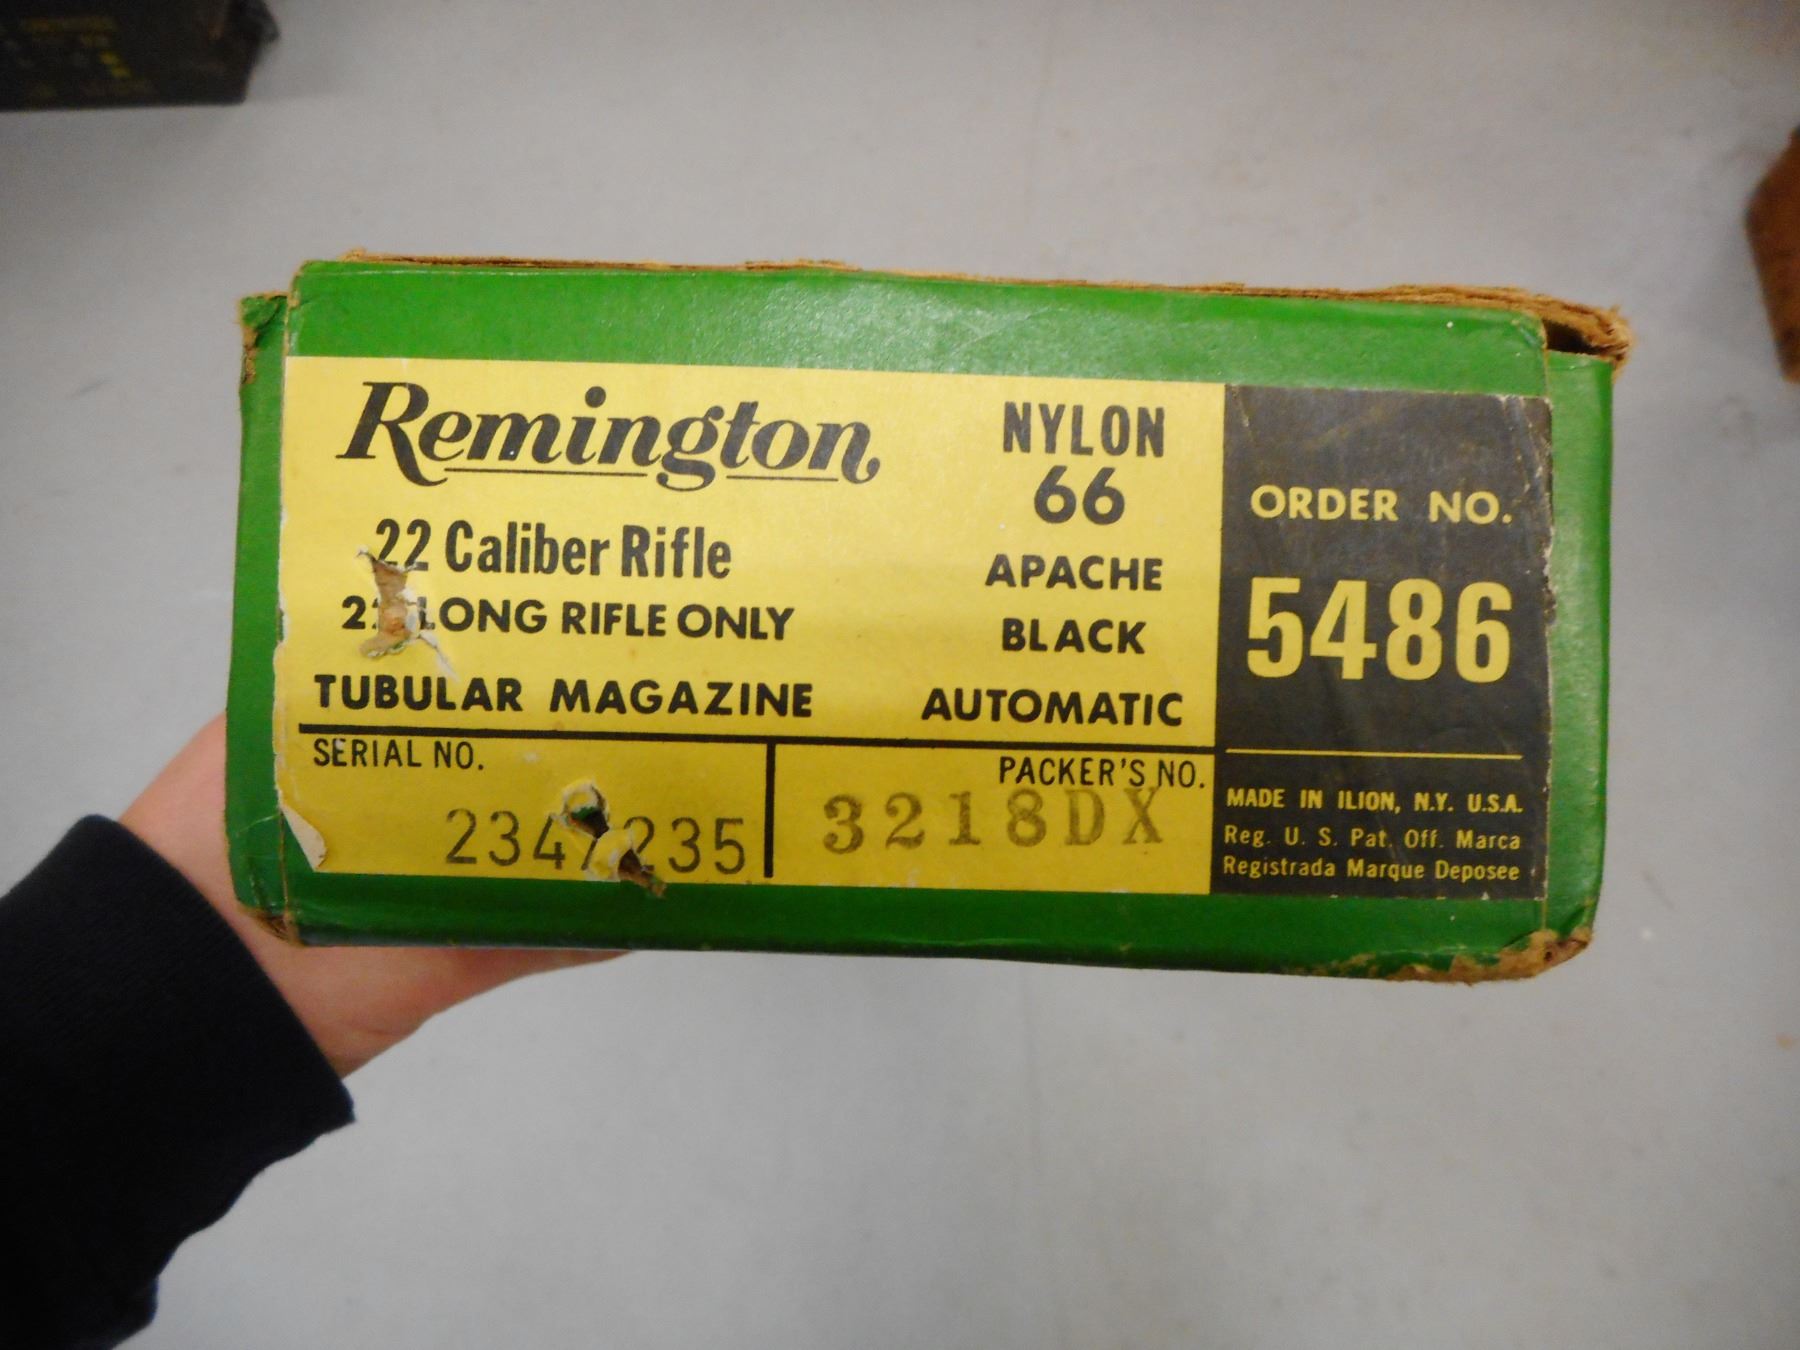 Remington
22 Caliber Rifle
LONG RIFLE ONLY
TUBULAR MAGAZINE
NYLON
66
APACHE
BLACK
AUTOMATIC
SERIAL NO.
PACKER'S NO.
3218DX
ORDER NO.
5486
MADE IN ILION, N.Y. U.S.A.
Reg. U. S. Pat. Off. Marca
Registrada Marque Deposee